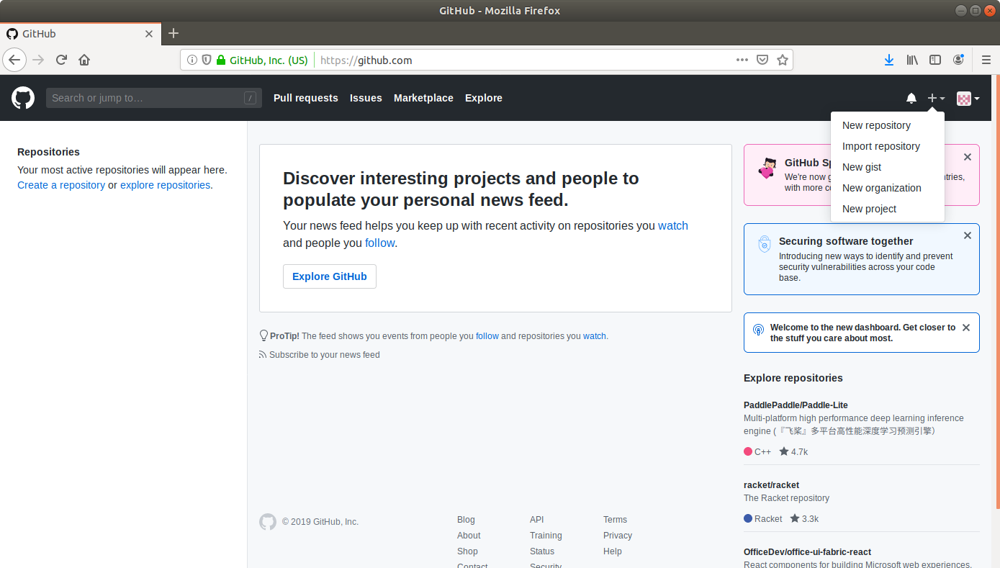 GitHub - Mozilla Firefox
GitHub
GitHub, Inc. (US) https://github.com
Search or jump to… /
Pull requests Issues Marketplace Explore
New repository
Import repository
New gist
New organization
New project
Repositories
Your most active repositories will appear here.
Create a repository or explore repositories.
Discover interesting projects and people to
populate your personal news feed.
Your news feed helps you keep up with recent activity on repositories you watch
and people you follow.
Explore GitHub
ProTip! The feed shows you events from people you follow and repositories you watch.
Subscribe to your news feed
GitHub Sp
We're now g
with more co
Securing software together
Introducing new ways to identify and prevent
security vulnerabilities across your code
base.
Welcome to the new dashboard. Get closer to
the stuff you care about most.
Explore repositories
PaddlePaddle/Paddle-Lite
Multi-platform high performance deep learning inference
engine (『飞桨』多平台高性能深度学习预测引擎）
C++ 4.7k
racket/racket
The Racket repository
Racket 3.3k
OfficeDev/office-ui-fabric-react
React components for building Microsoft web experiences.
© 2019 GitHub, Inc.
Blog API Terms
About Training Privacy
Shop Status Help
Contact Security